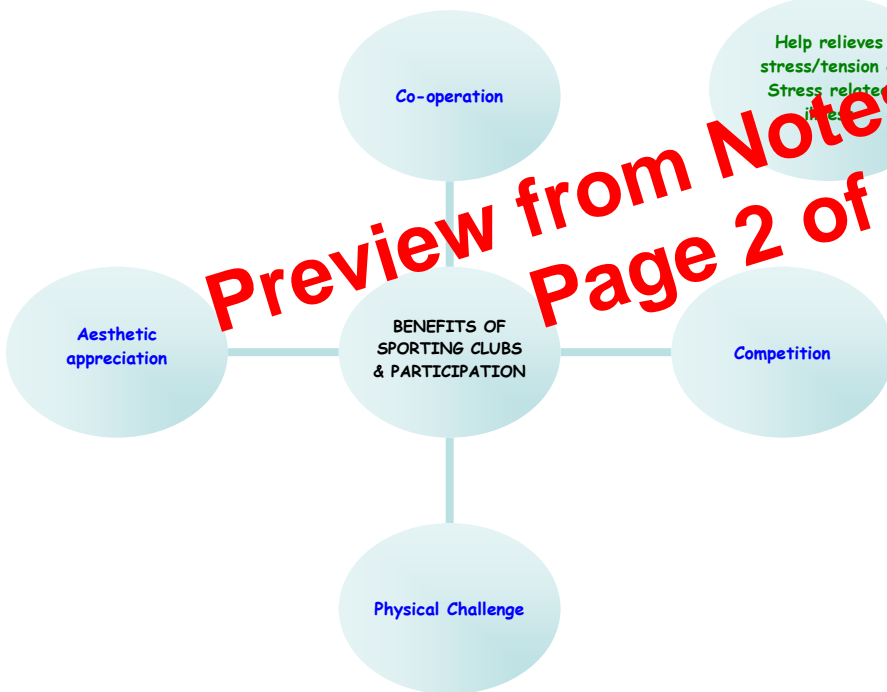 Help relieves
stress/tension
Stress related
Co-operation
Preview from Notes
Page 2 of
Aesthetic
appreciation
BENEFITS OF
SPORTING CLUBS
& PARTICIPATION
Competition
Physical Challenge